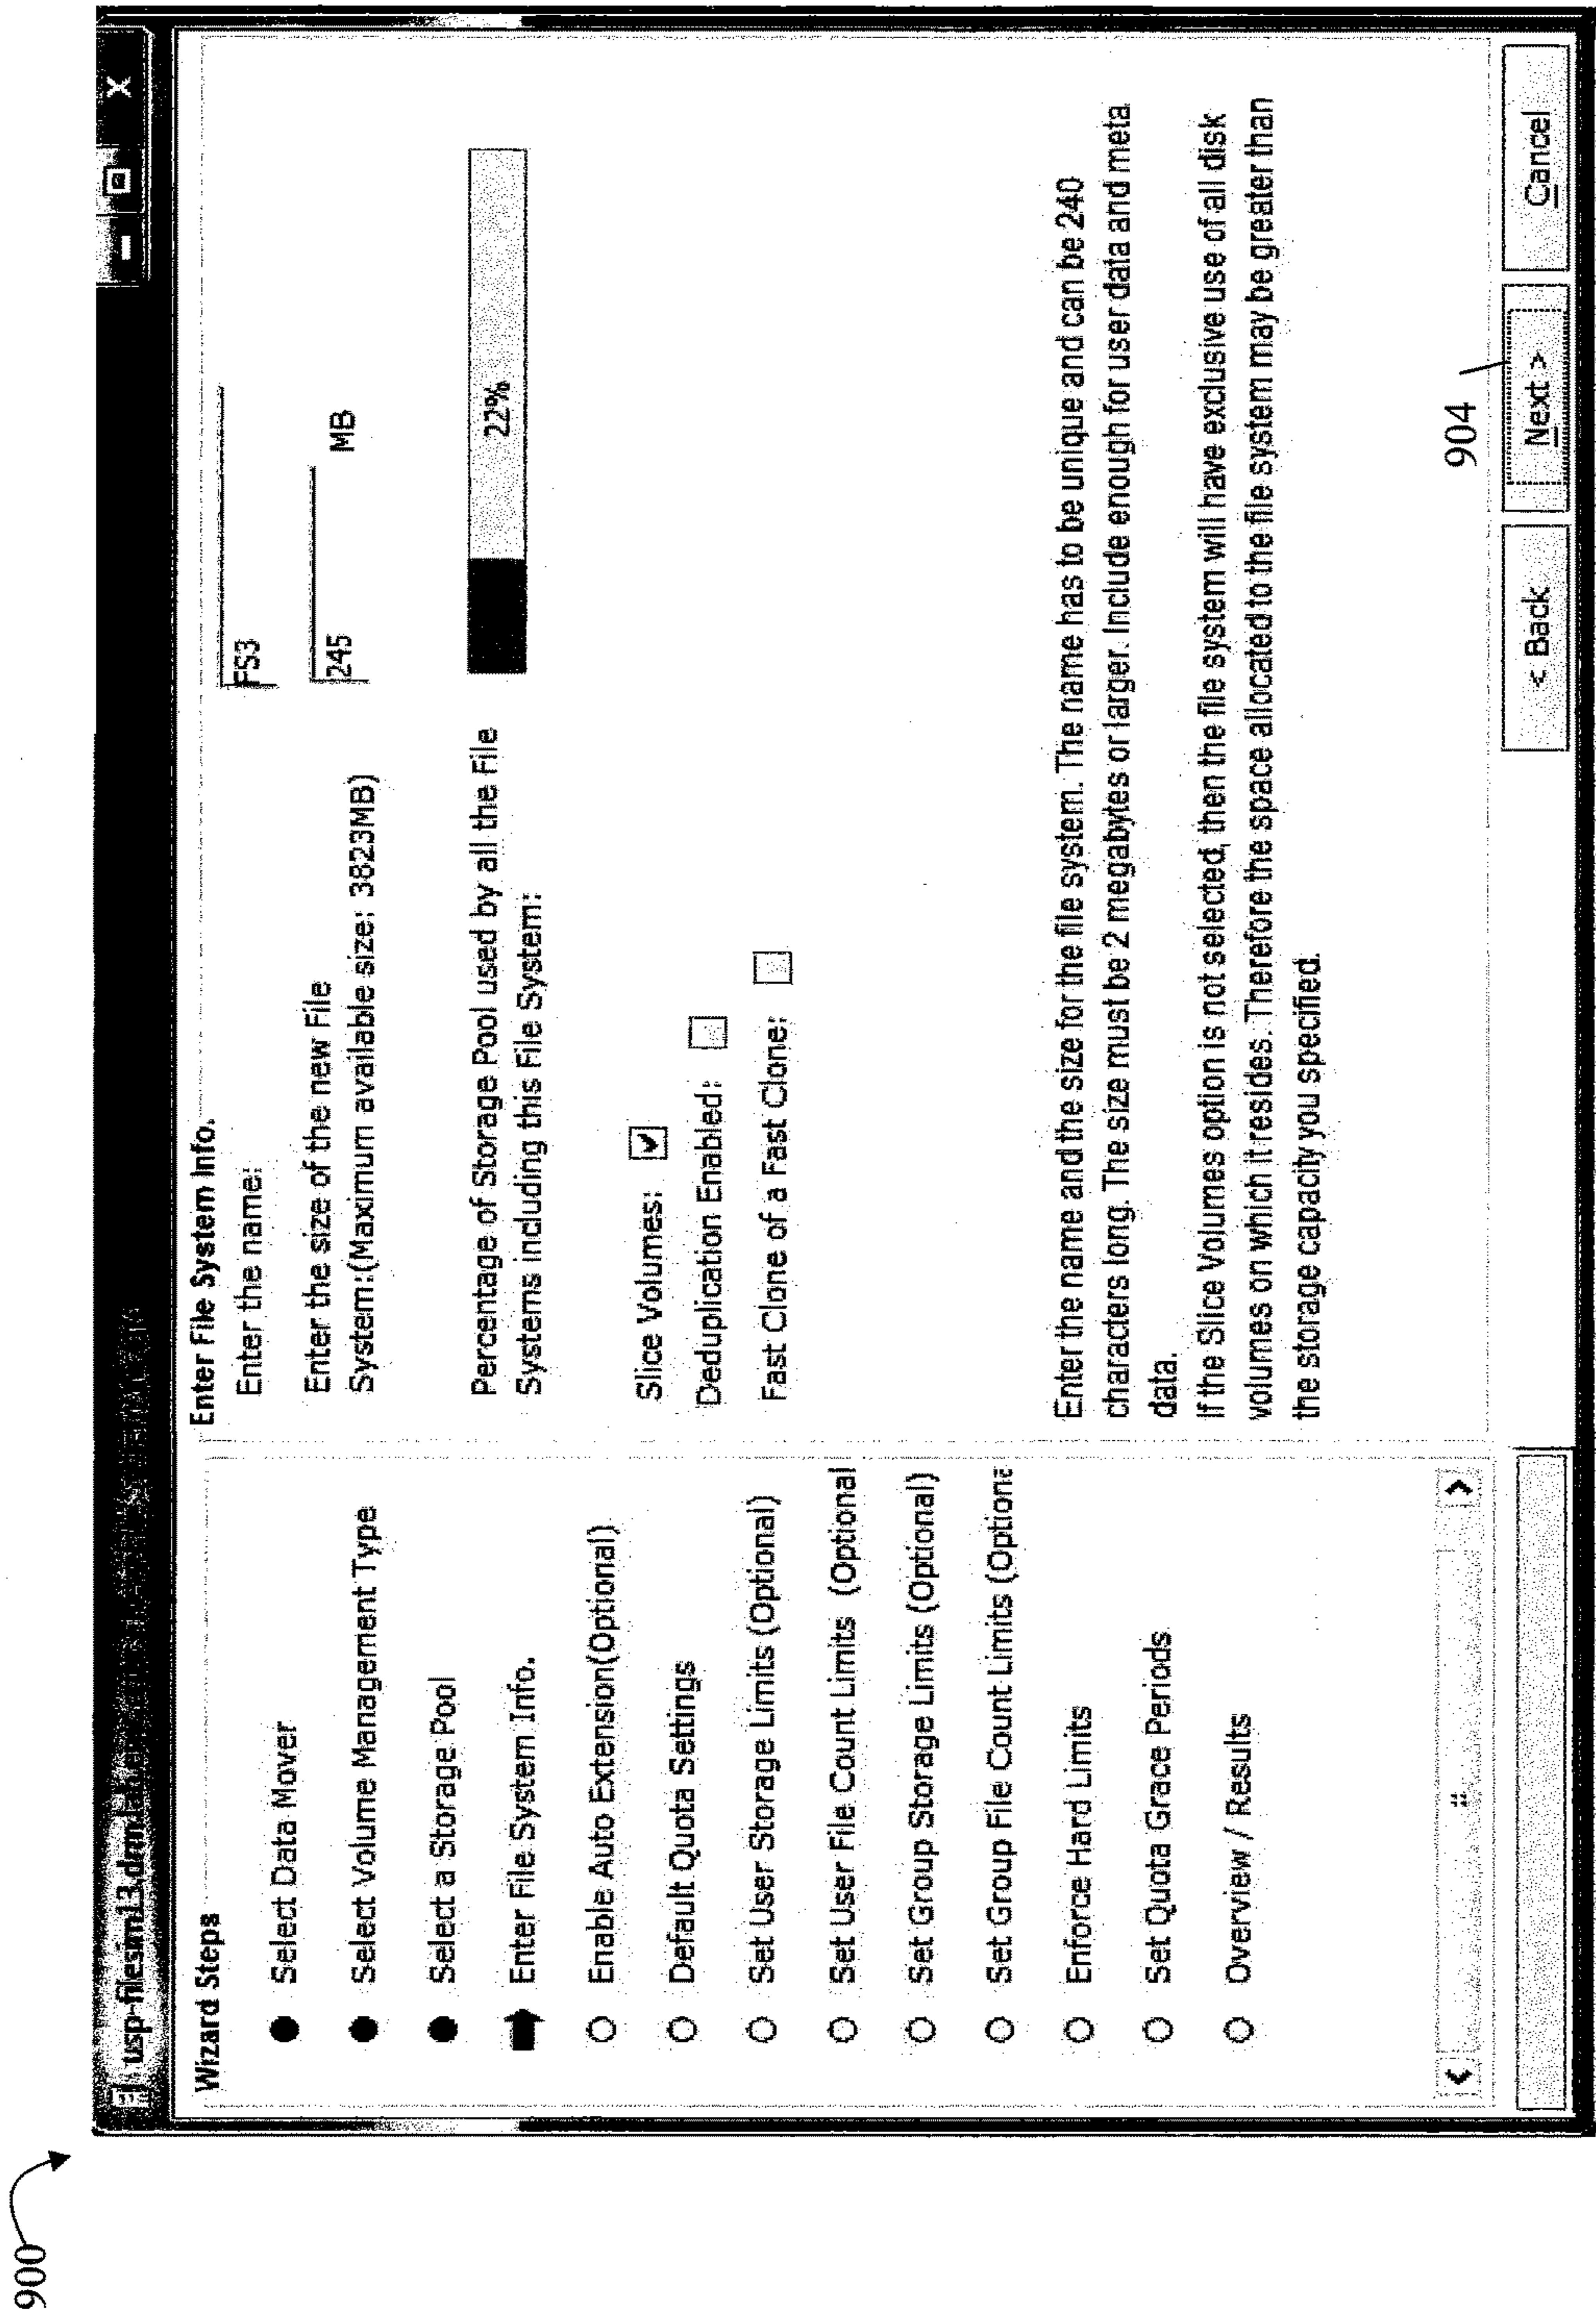 900
usp-filesim13.drm.lab.
Wizard Steps
Select Data Mover
Select Volume Management Type
Select a Storage Pool
Enter File System Info.
Enable Auto Extension(Optional)
Default Quota Settings
Set User Storage Limits (Optional)
Set User File Count Limits (Optional
Set Group Storage Limits (Optional)
Set Group File Count Limits (Optiona
Enforce Hard Limits
Set Quota Grace Periods
Overview / Results
Enter File System Info.
Enter the name:
FS3
Enter the size of the new File
System:(Maximum available size: 3823MB)
245 MB
Percentage of Storage Pool used by all the File
Systems including this File System:
22%
Slice Volumes:
Deduplication Enabled:
Fast Clone of a Fast Clone:
Enter the name and the size for the file system. The name has to be unique and can be 240
characters long. The size must be 2 megabytes or larger. Include enough for user data and meta
data.
If the Slice Volumes option is not selected, then the file system will have exclusive use of all disk
volumes on which it resides. Therefore the space allocated to the file system may be greater than
the storage capacity you specified.
904
< Back
Next >
Cancel